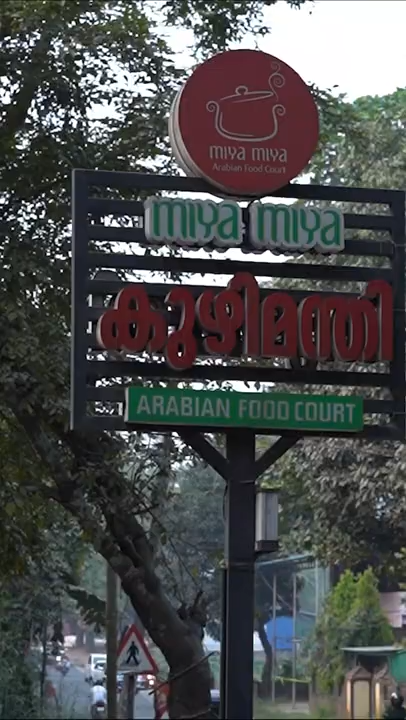 miya miya
Arabian Food Court
miya miya
കുഴിമന്തി
ARABIAN FOOD COURT